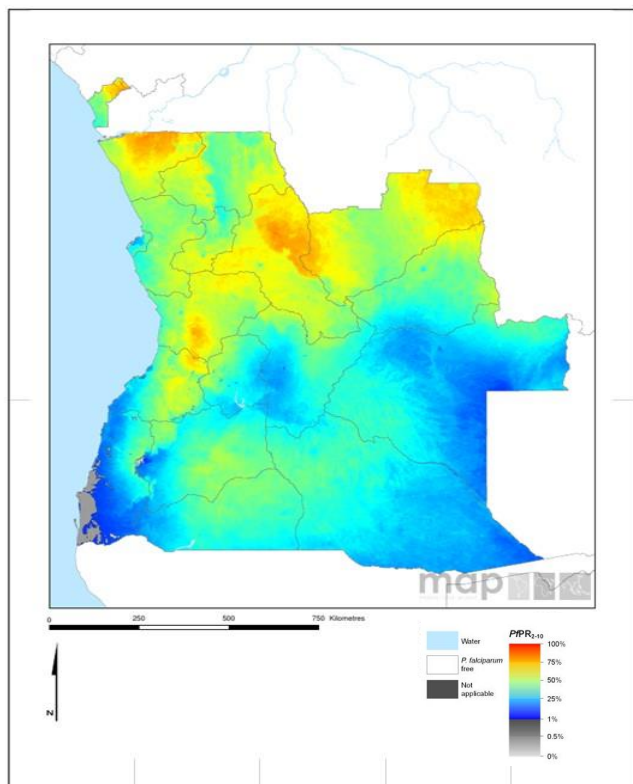 map
0 250 500 750 Kilometres
N
Water
P. falciparum
free
Not
applicable
PfPR2-10
100%
75%
50%
25%
1%
0.5%
0%